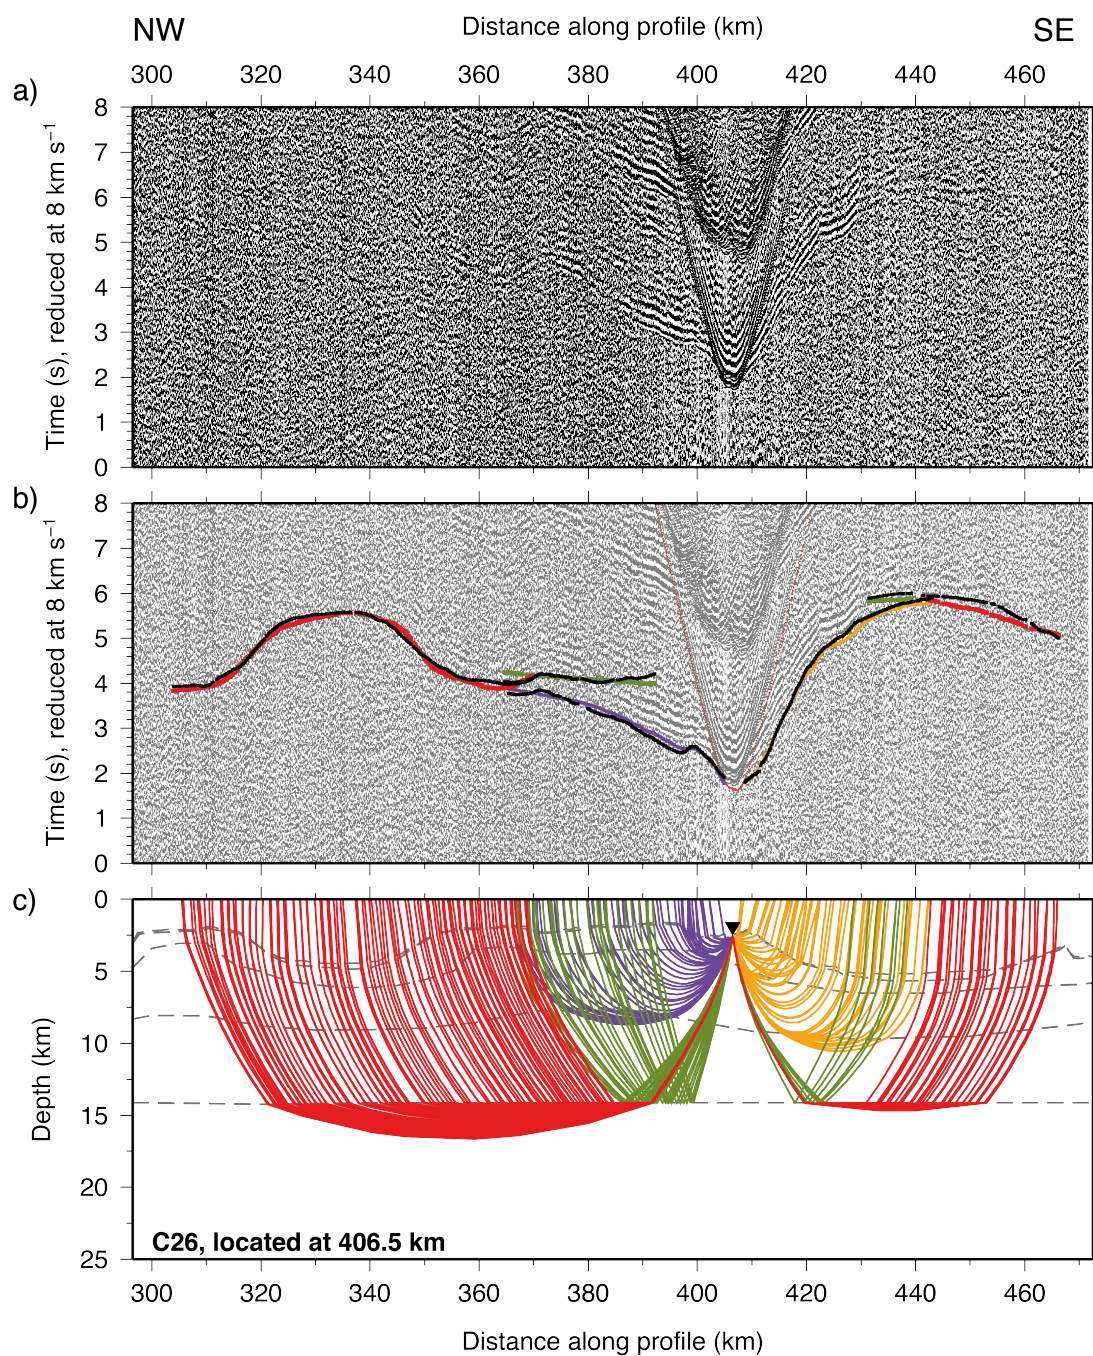 NW Distance along profile (km) SE
300 320 340 360 380 400 420 440 460
a)
Time (s), reduced at 8 km s−1
8
7
6
5
4
3
2
1
0
b)
Time (s), reduced at 8 km s−1
8
7
6
5
4
3
2
1
0
c)
Depth (km)
0
5
10
15
20
25
C26, located at 406.5 km
300 320 340 360 380 400 420 440 460
Distance along profile (km)